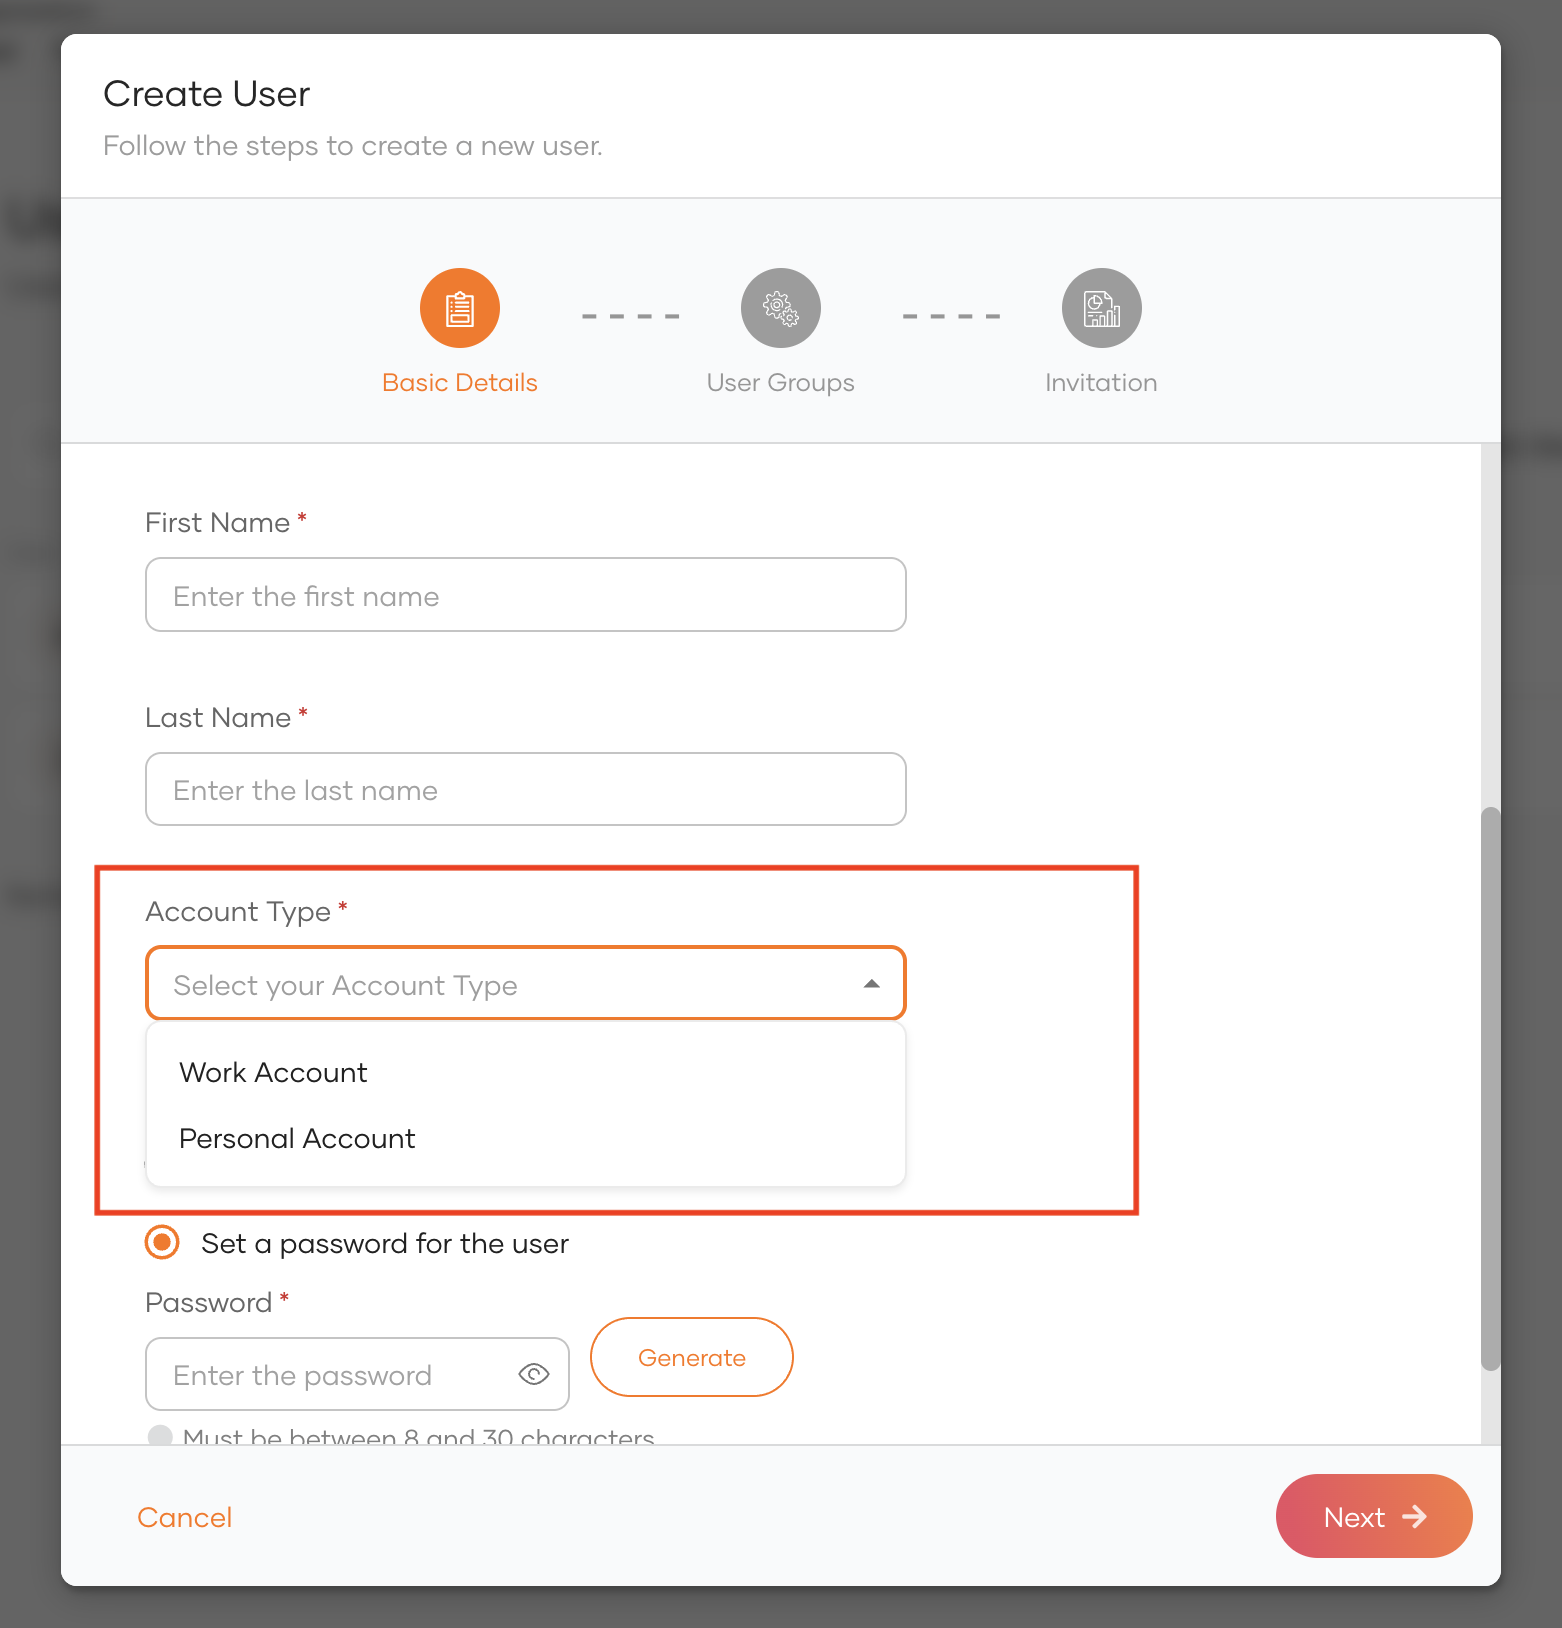 Create User
Follow the steps to create a new user.
Basic Details
User Groups
Invitation
First Name *
Enter the first name
Last Name *
Enter the last name
Account Type *
Select your Account Type
Work Account
Personal Account
Set a password for the user
Password *
Enter the password
Generate
Must be between 8 and 30 characters
Cancel
Next